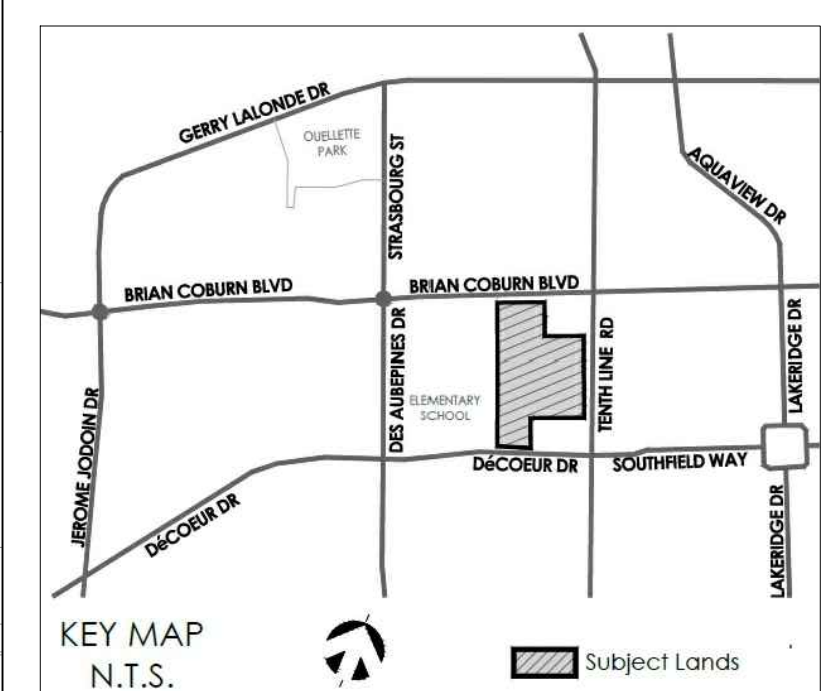 GERRY LALONDE DR
OUELLETTE
PARK
STRASBOURG ST
AQUAVIEW DR
BRIAN COBURN BLVD
BRIAN COBURN BLVD
JEROME JODOIN DR
DES AUBEPINES DR
ELEMENTARY
SCHOOL
TENTH LINE RD
LAKERIDGE DR
DéCOEUR DR
DéCOEUR DR
SOUTHFIELD WAY
LAKERIDGE DR
KEY MAP
N.T.S.
Subject Lands